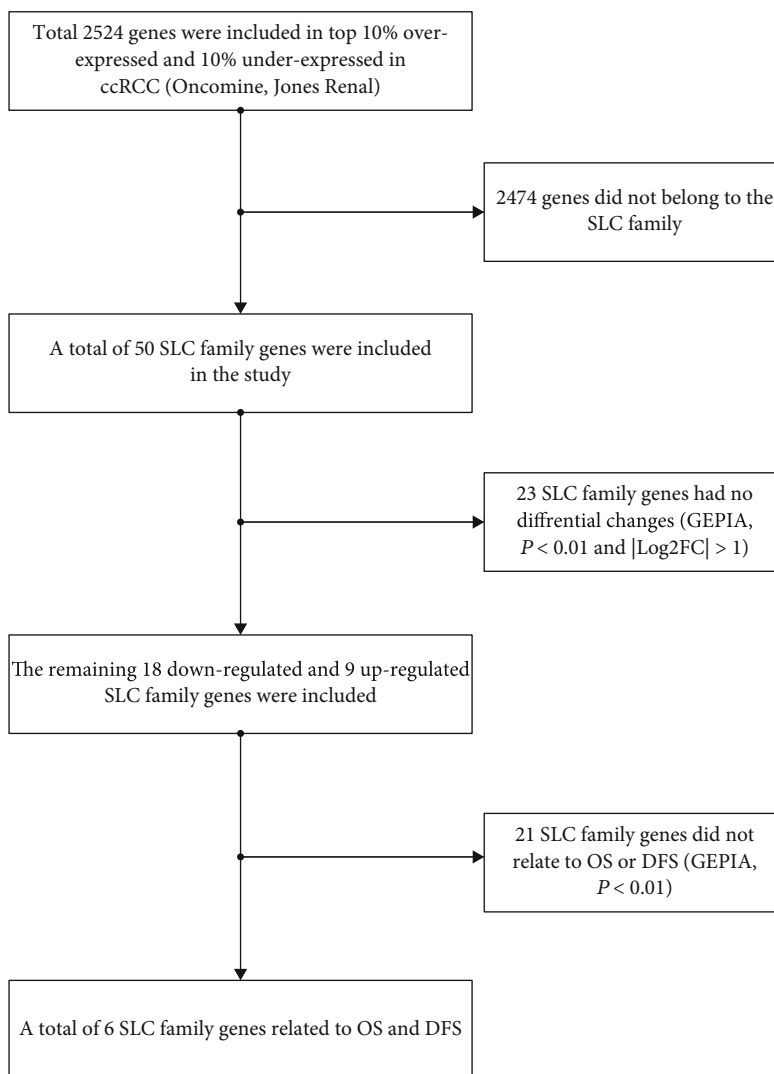 Total 2524 genes were included in top 10% over-
expressed and 10% under-expressed in
ccRCC (Oncomine, Jones Renal)
2474 genes did not belong to the
SLC family
A total of 50 SLC family genes were included
in the study
23 SLC family genes had no
diffrential changes (GEPIA,
P < 0.01 and |Log2FC| > 1)
The remaining 18 down-regulated and 9 up-regulated
SLC family genes were included
21 SLC family genes did not
relate to OS or DFS (GEPIA,
P < 0.01)
A total of 6 SLC family genes related to OS and DFS